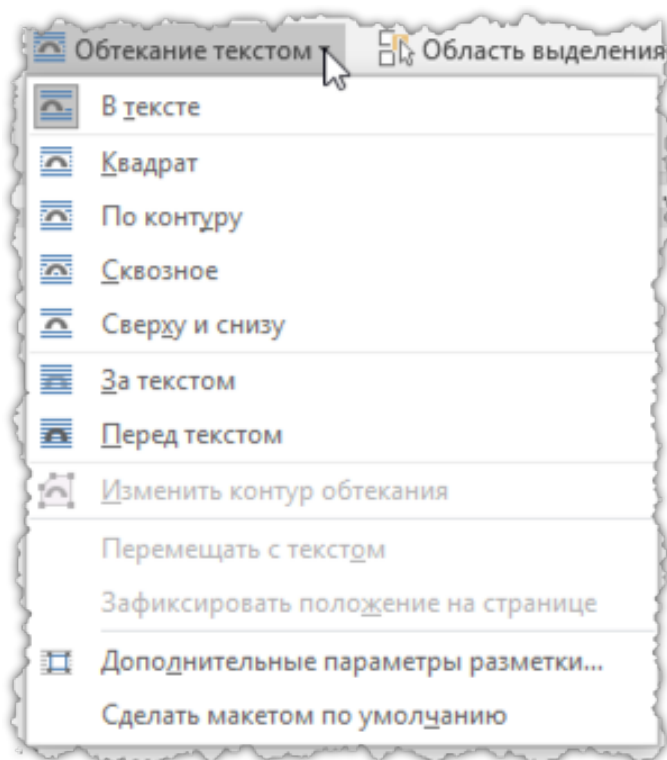 Обтекание текстом Область выделения
В тексте
Квадрат
По контуру
Сквозное
Сверху и снизу
За текстом
Перед текстом
Изменить контур обтекания
Перемещать с текстом
Зафиксировать положение на странице
Дополнительные параметры разметки...
Сделать макетом по умолчанию